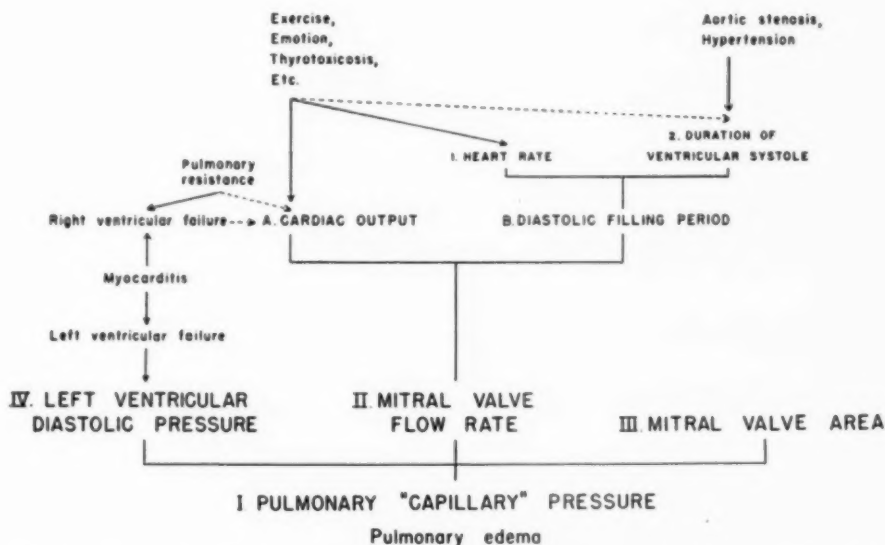 Exercise,
Emotion,
Thyrotoxicosis,
Etc.
Aortic stenosis,
Hypertension
1. HEART RATE
2. DURATION OF
VENTRICULAR SYSTOLE
Pulmonary
resistance
Right ventricular failure
A. CARDIAC OUTPUT
B. DIASTOLIC FILLING PERIOD
Myocarditis
Left ventricular failure
IV. LEFT VENTRICULAR
DIASTOLIC PRESSURE
II. MITRAL VALVE
FLOW RATE
III. MITRAL VALVE AREA
I PULMONARY "CAPILLARY" PRESSURE
Pulmonary edema